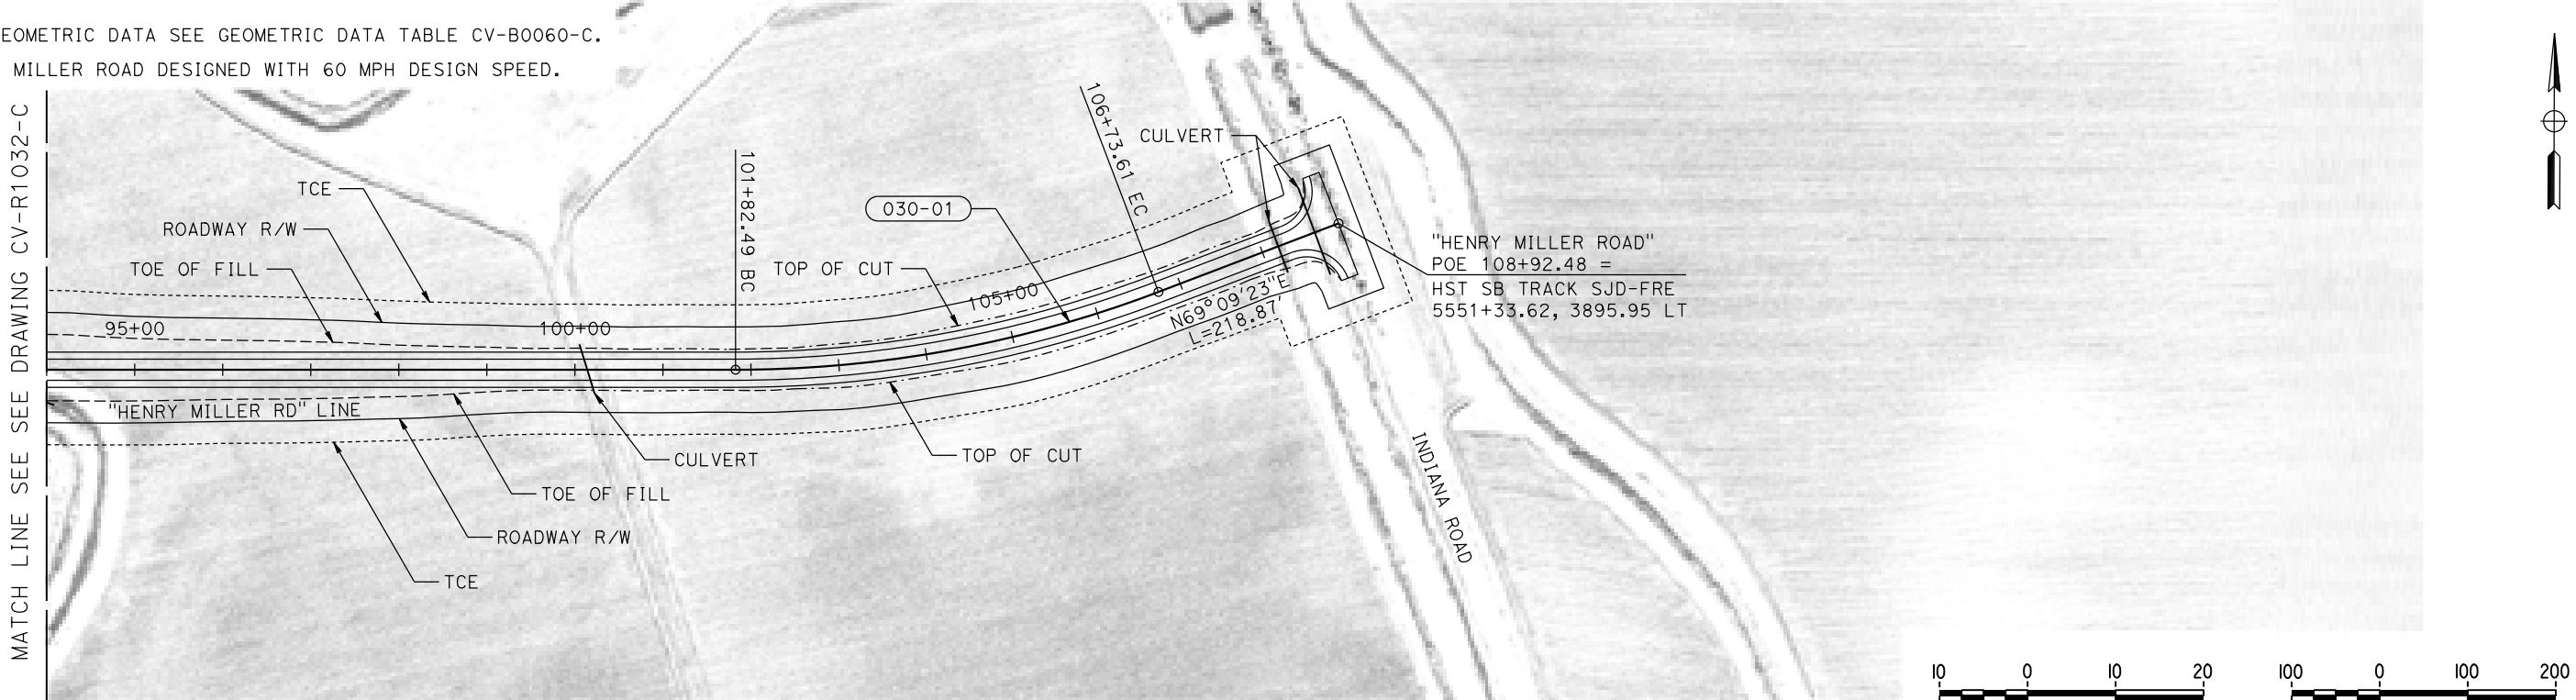 EOMETRIC DATA SEE GEOMETRIC DATA TABLE CV-B0060-C.
MILLER ROAD DESIGNED WITH 60 MPH DESIGN SPEED.
MATCH LINE SEE SEE DRAWING CV-R1032-C
TCE
ROADWAY R/W
TOE OF FILL
95+00
100+00
101+82.49 BC
TOP OF CUT
030-01
105+00
106+73.61 EC
CULVERT
N69°09'23"E
L=218.87'
"HENRY MILLER ROAD"
POE 108+92.48 =
HST SB TRACK SJD-FRE
5551+33.62, 3895.95 LT
"HENRY MILLER RD" LINE
CULVERT
TOP OF CUT
TOE OF FILL
ROADWAY R/W
TCE
INDIANA ROAD
10 0 10 20
100 0 100 200